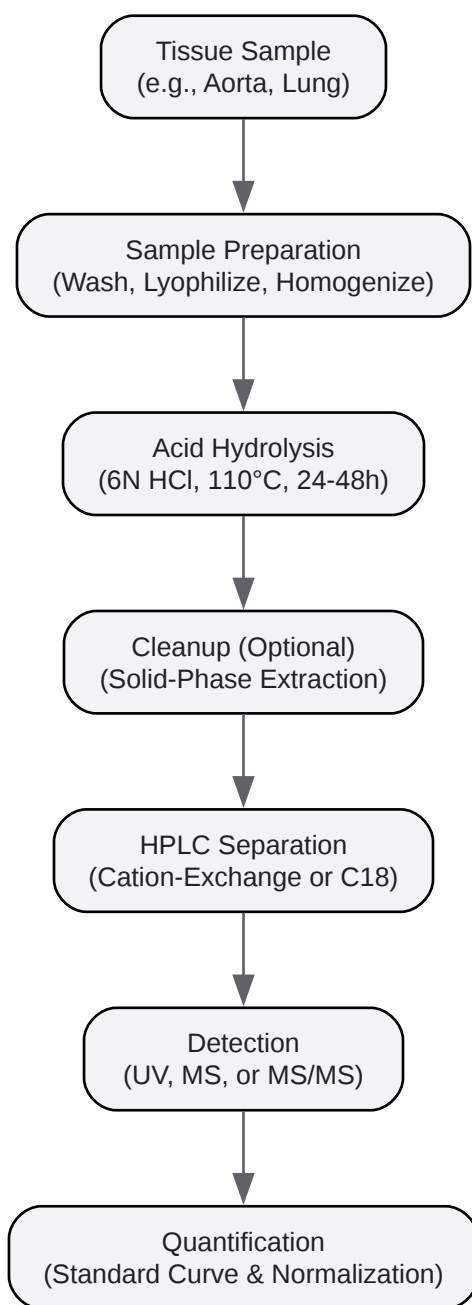 Tissue Sample
(e.g., Aorta, Lung)
Sample Preparation
(Wash, Lyophilize, Homogenize)
Acid Hydrolysis
(6N HCl, 110°C, 24-48h)
Cleanup (Optional)
(Solid-Phase Extraction)
HPLC Separation
(Cation-Exchange or C18)
Detection
(UV, MS, or MS/MS)
Quantification
(Standard Curve & Normalization)